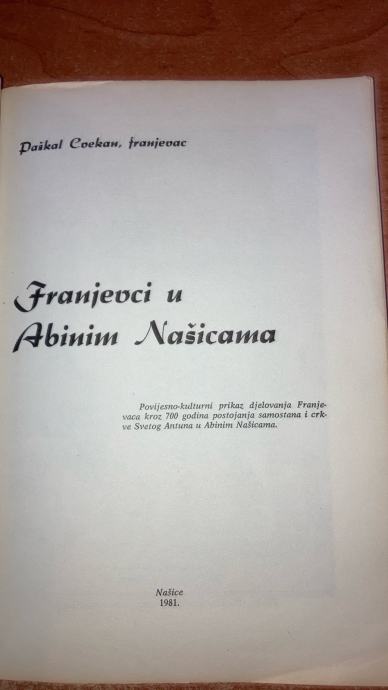 Paškal Cvekan, franjevac
Franjevci u
Abinim Našicama
Povijesno-kulturni prikaz djelovanja Franje-
vaca kroz 700 godina postojanja samostana i crk-
ve Svetog Antuna u Abinim Našicama.
Našice
1981.